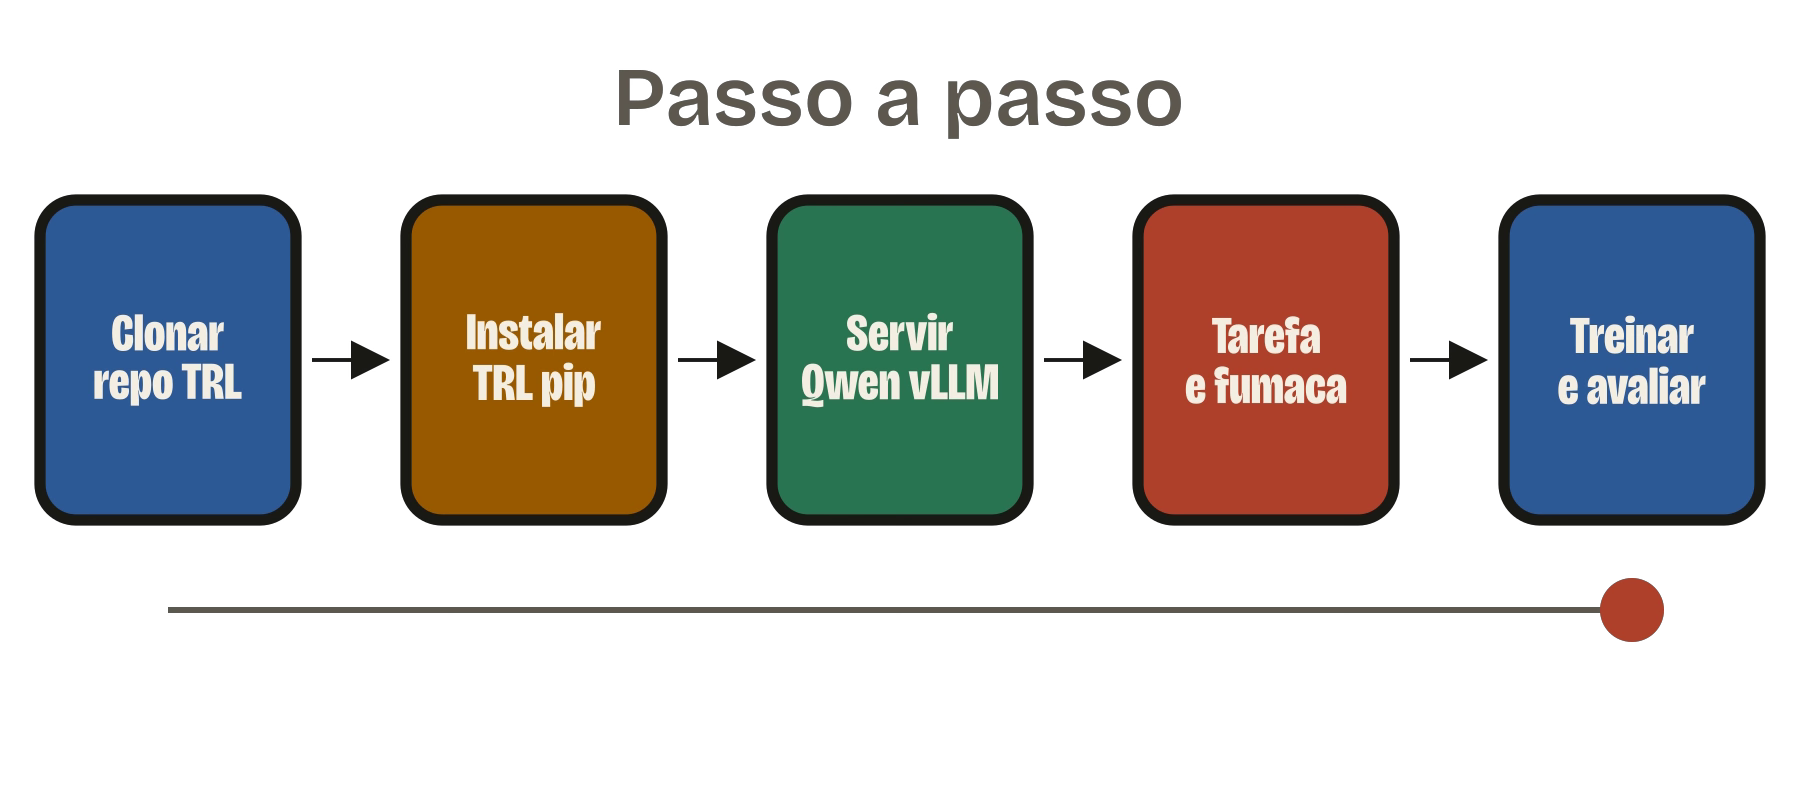 Passo a passo
Clonar
repo TRL
Instalar
TRL pip
Servir
Qwen vLLM
Tarefa
e fumaca
Treinar
e avaliar